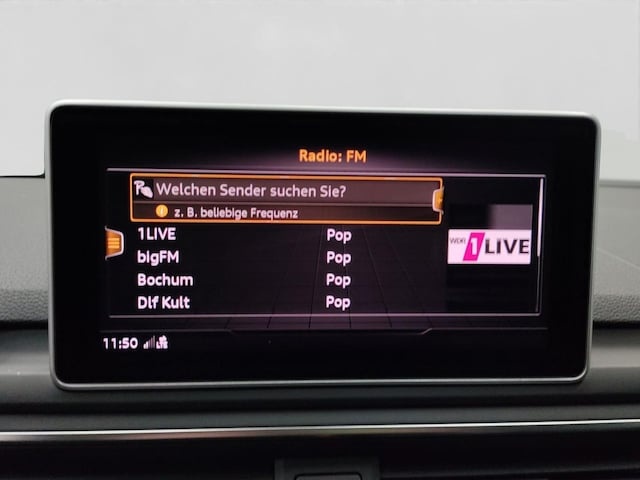 Radio: FM
Welchen Sender suchen Sie?
z. B. beliebige Frequenz
1LIVE Pop
bigFM Pop
Bochum Pop
Dlf Kult Pop
WDR 1LIVE
11:50 LTE